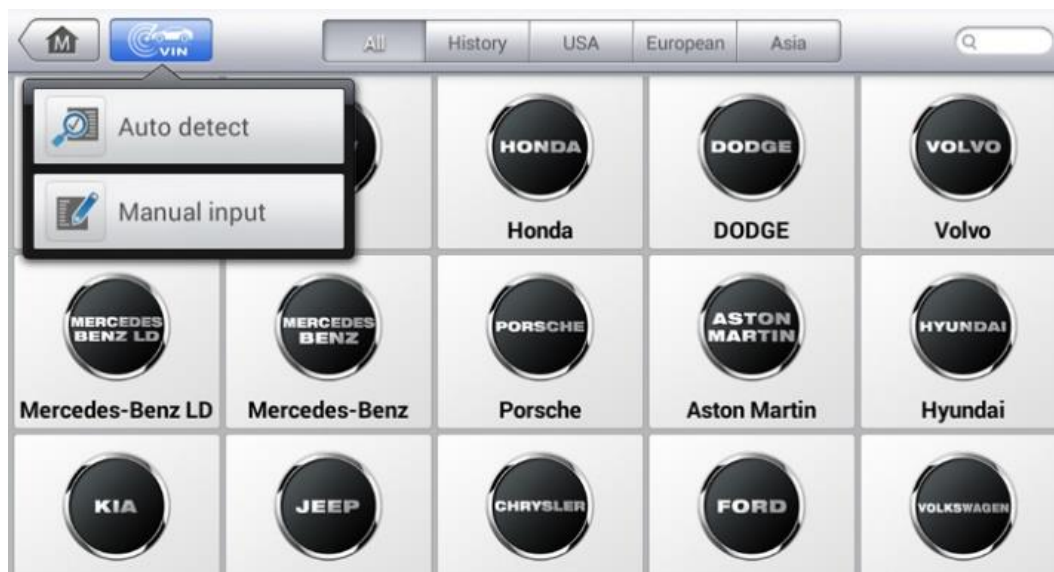 M
VIN
All
History
USA
European
Asia
Auto detect
Manual input
HONDA
DODGE
VOLVO
Honda
DODGE
Volvo
MERCEDES
BENZ LD
MERCEDES
BENZ
PORSCHE
ASTON
MARTIN
HYUNDAI
Mercedes-Benz LD
Mercedes-Benz
Porsche
Aston Martin
Hyundai
KIA
JEEP
CHRYSLER
FORD
VOLKSWAGEN